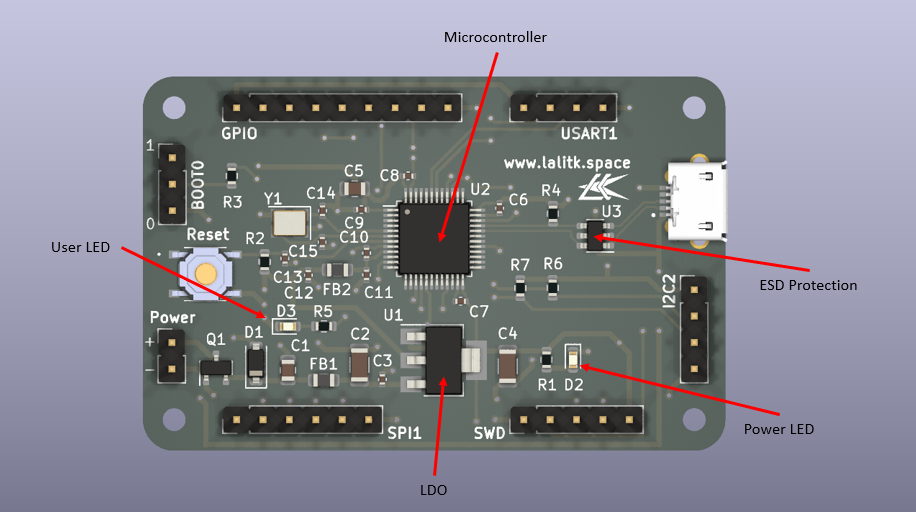 Microcontroller
GPIO
USART1
1
BOOT0
0
www.lalitk.space
C5
C8
R3
Y1
C14
U2
R4
C6
C9
U3
Reset
R2
C10
User LED
C15
C13
C12
FB2
C11
R7
R6
ESD Protection
I2C2
D3
R5
U1
C7
Power
+
-
Q1
D1
C1
FB1
C2
C3
C4
R1
D2
SPI1
SWD
Power LED
LDO